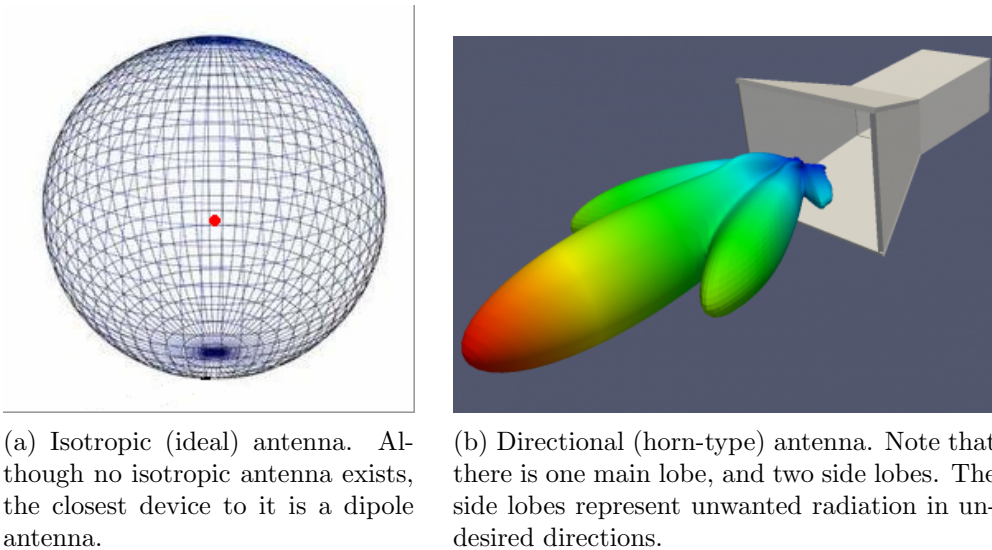 (a) Isotropic (ideal) antenna. Al-
though no isotropic antenna exists,
the closest device to it is a dipole
antenna.
(b) Directional (horn-type) antenna. Note that
there is one main lobe, and two side lobes. The
side lobes represent unwanted radiation in un-
desired directions.